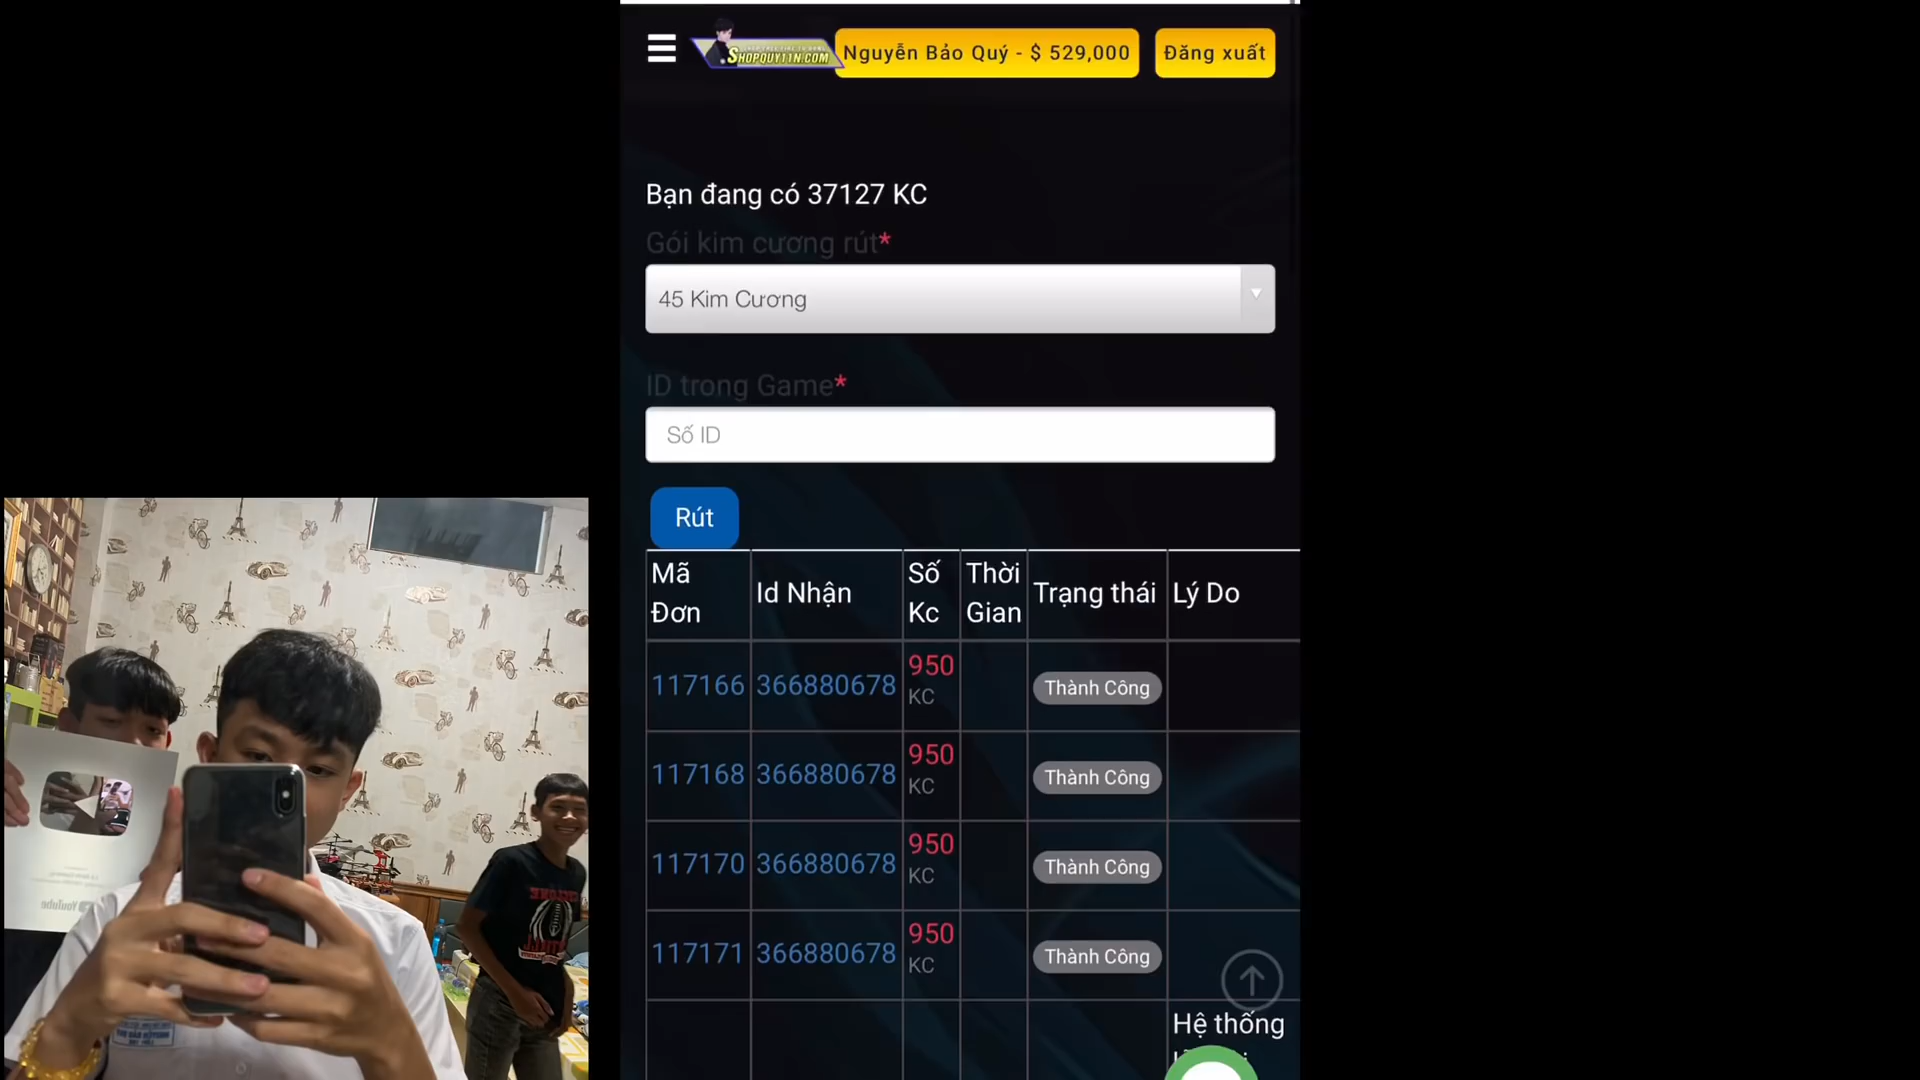 SHOPQUY11N.COM
Nguyễn Bảo Quý - $ 529,000
Đăng xuất
Bạn đang có 37127 KC
Gói kim cương rút*
45 Kim Cương
ID trong Game*
Số ID
Rút
Mã Đơn
Id Nhận
Số Kc
Thời Gian
Trạng thái
Lý Do
117166
366880678
950 KC
Thành Công
117168
366880678
950 KC
Thành Công
117170
366880678
950 KC
Thành Công
117171
366880678
950 KC
Thành Công
Hệ thống
YouTube